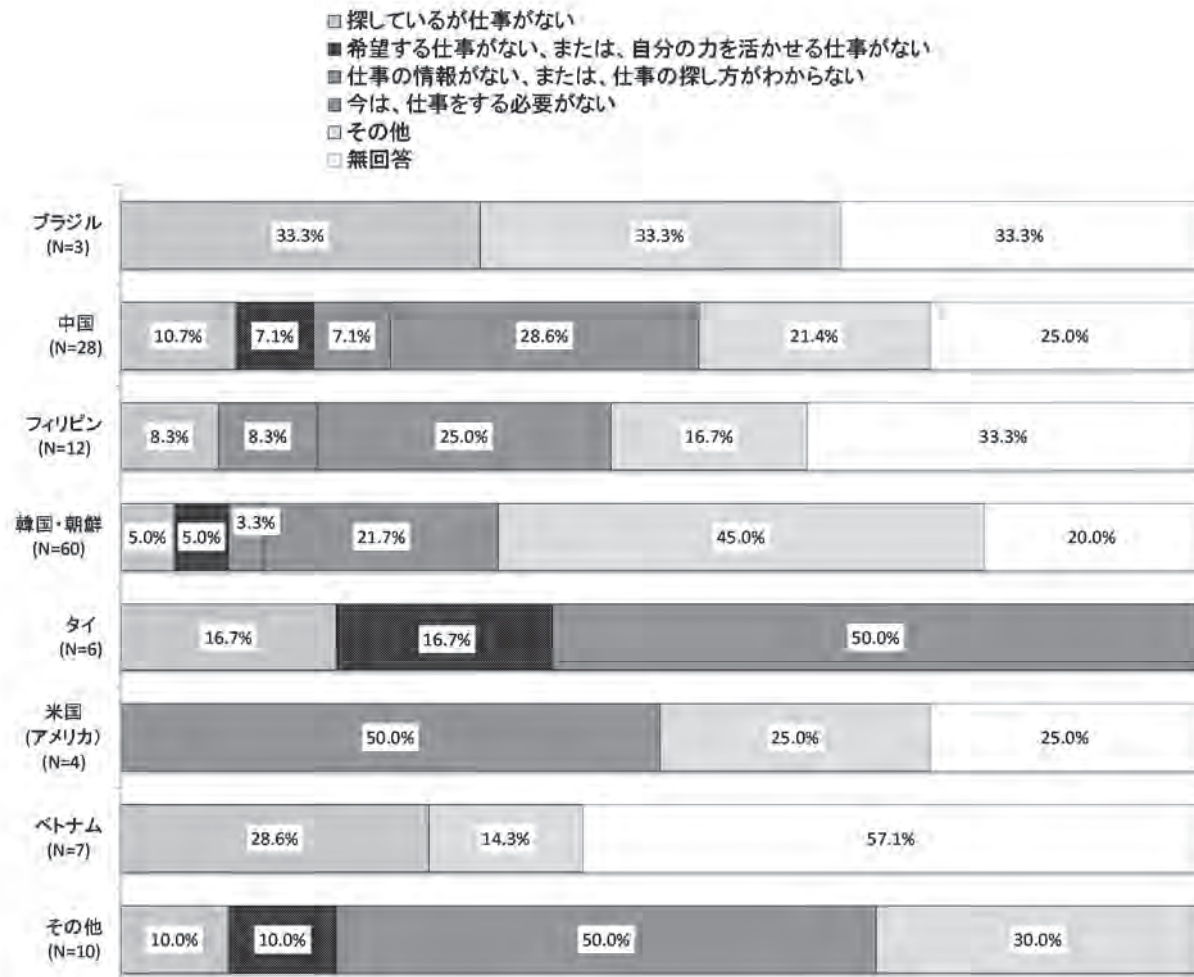 探しているが仕事がない
希望する仕事がない、または、自分の力を活かせる仕事がない
仕事の情報がない、または、仕事の探し方がわからない
今は、仕事をする必要がない
その他
無回答
ブラジル
(N=3)
33.3% 33.3% 33.3%
中国
(N=28)
10.7% 7.1% 7.1% 28.6% 21.4% 25.0%
フィリピン
(N=12)
8.3% 8.3% 25.0% 16.7% 33.3%
韓国・朝鮮
(N=60)
5.0% 5.0% 3.3% 21.7% 45.0% 20.0%
タイ
(N=6)
16.7% 16.7% 50.0%
米国
(アメリカ)
(N=4)
50.0% 25.0% 25.0%
ベトナム
(N=7)
28.6% 14.3% 57.1%
その他
(N=10)
10.0% 10.0% 50.0% 30.0%